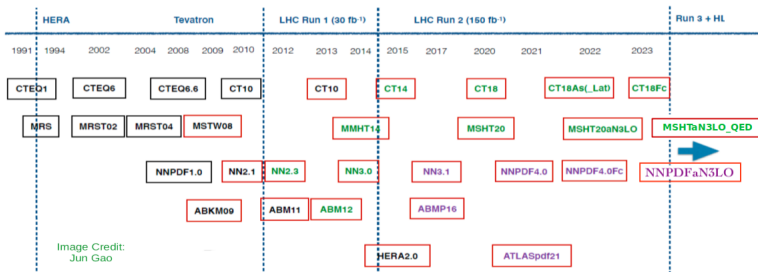 HERA Tevatron LHC Run 1 (30 fb⁻¹) LHC Run 2 (150 fb⁻¹) Run 3 + HL
1991 1994 2002 2004 2008 2009 2010 2012 2013 2014 2015 2017 2020 2021 2022 2023
CTEQ1 CTEQ6 CTEQ6.6 CT10 CT10 CT14 CT18 CT18As(_Lat) CT18Fc
MRS MRST02 MRST04 MSTW08 MMHT14 MSHT20 MSHT20aN3LO MSHTaN3LO_QED
NNPDF1.0 NN2.1 NN2.3 NN3.0 NN3.1 NNPDF4.0 NNPDF4.0Fc NNPDFaN3LO
ABKM09 ABM11 ABM12 ABMP16
HERA2.0 ATLASpdf21
Image Credit:
Jun Gao